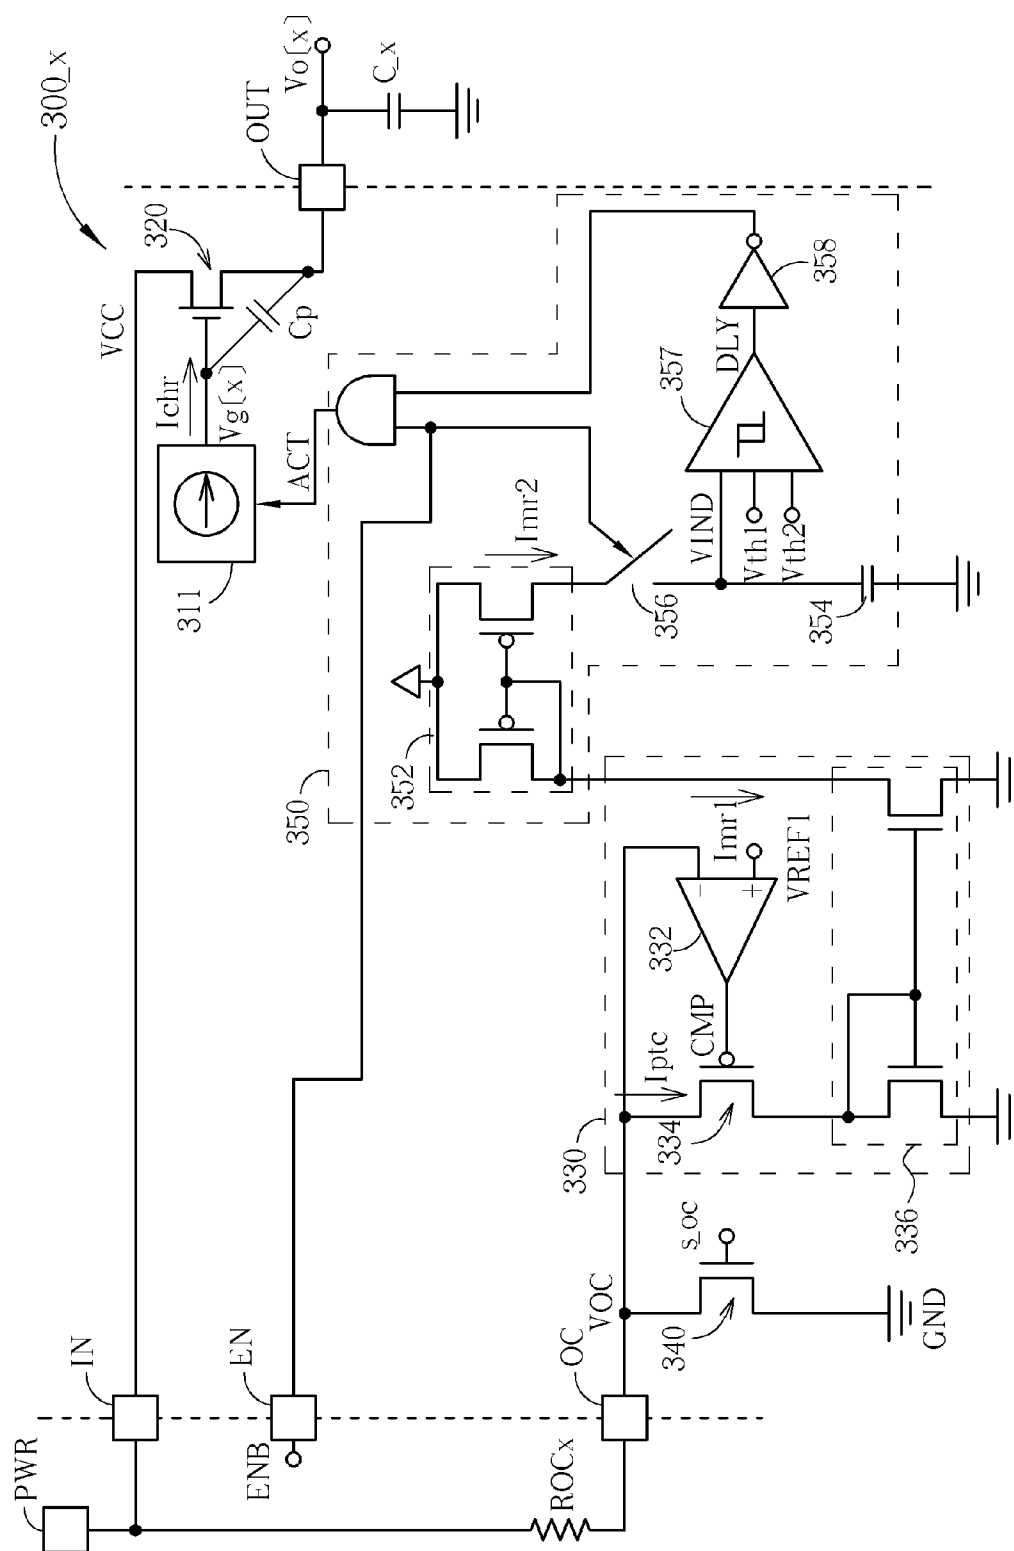 300_x
PWR
IN
VCC
320
OUT
Vo[x]
C_x
Cp
Ichr
Vg[x]
311
ACT
EN
ENB
350
352
Imr2
356
VIND
Vth1
Vth2
354
357
DLY
358
OC
ROCx
VOC
340
s_oc
GND
330
Iptc
334
CMP
332
-
+
Imr1
VREF1
336